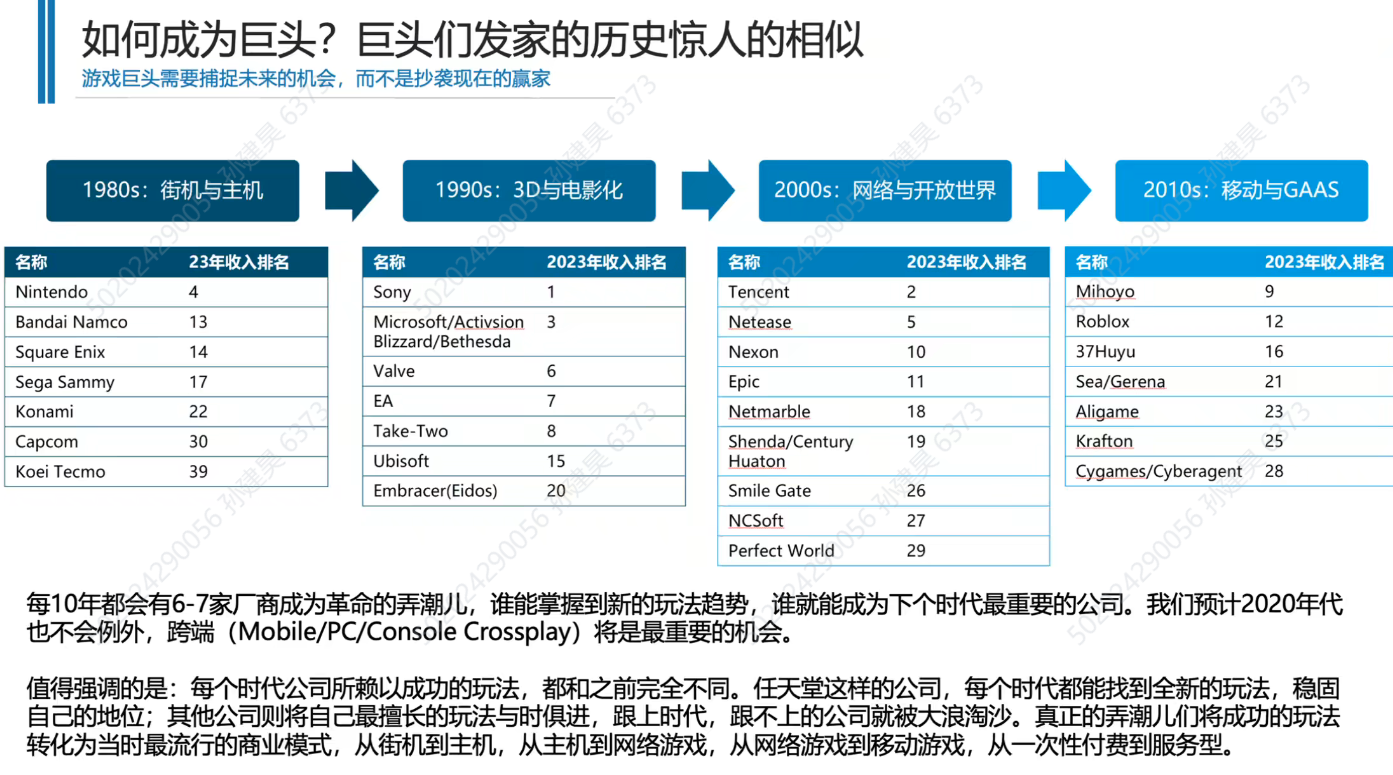 如何成为巨头？巨头们发家的历史惊人的相似
游戏巨头需要捕捉未来的机会，而不是抄袭现在的赢家
1980s：街机与主机
1990s：3D与电影化
2000s：网络与开放世界
2010s：移动与GAAS
名称 23年收入排名
Nintendo 4
Bandai Namco 13
Square Enix 14
Sega Sammy 17
Konami 22
Capcom 30
Koei Tecmo 39
名称 2023年收入排名
Sony 1
Microsoft/Activsion 3
Blizzard/Bethesda
Valve 6
EA 7
Take-Two 8
Ubisoft 15
Embracer(Eidos) 20
名称 2023年收入排名
Tencent 2
Netease 5
Nexon 10
Epic 11
Netmarble 18
Shenda/Century 19
Huaton
Smile Gate 26
NCSoft 27
Perfect World 29
名称 2023年收入排名
Mihoyo 9
Roblox 12
37Huyu 16
Sea/Gerena 21
Aligame 23
Krafton 25
Cygames/Cyberagent 28
每10年都会有6-7家厂商成为革命的弄潮儿，谁能掌握到新的玩法趋势，谁就能成为下个时代最重要的公司。我们预计2020年代
也不会例外，跨端（Mobile/PC/Console Crossplay）将是最重要的机会。
值得强调的是：每个时代公司所赖以成功的玩法，都和之前完全不同。任天堂这样的公司，每个时代都能找到全新的玩法，稳固
自己的地位；其他公司则将自己最擅长的玩法与时俱进，跟上时代，跟不上的公司就被大浪淘沙。真正的弄潮儿们将成功的玩法
转化为当时最流行的商业模式，从街机到主机，从主机到网络游戏，从网络游戏到移动游戏，从一次性付费到服务型。
502024290056 孙建昊 6373